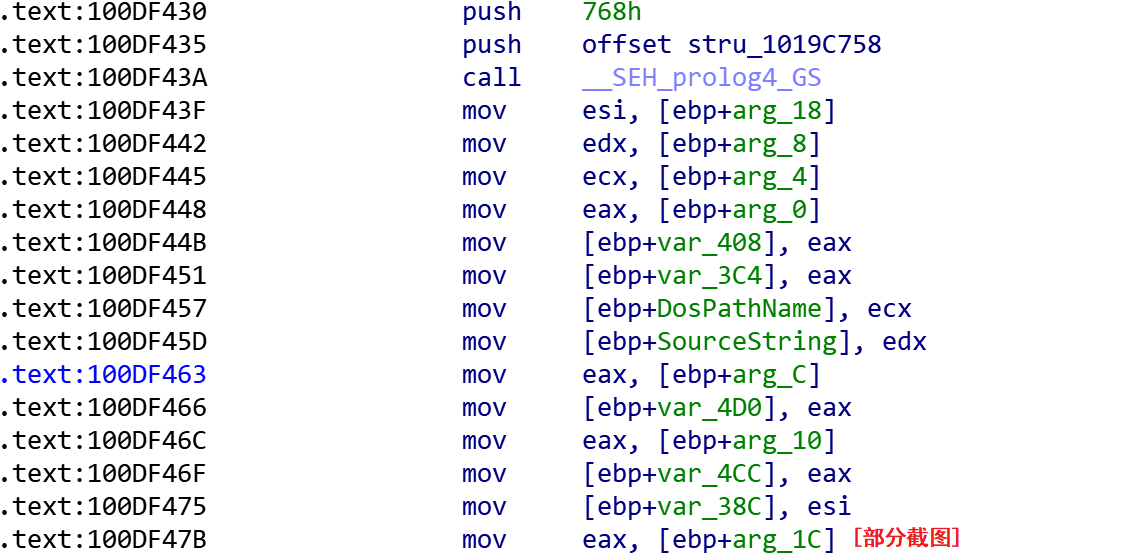 .text:100DF430 push 768h
.text:100DF435 push offset stru_1019C758
.text:100DF43A call __SEH_prolog4_GS
.text:100DF43F mov esi, [ebp+arg_18]
.text:100DF442 mov edx, [ebp+arg_8]
.text:100DF445 mov ecx, [ebp+arg_4]
.text:100DF448 mov eax, [ebp+arg_0]
.text:100DF44B mov [ebp+var_408], eax
.text:100DF451 mov [ebp+var_3C4], eax
.text:100DF457 mov [ebp+DosPathName], ecx
.text:100DF45D mov [ebp+SourceString], edx
.text:100DF463 mov eax, [ebp+arg_C]
.text:100DF466 mov [ebp+var_4D0], eax
.text:100DF46C mov eax, [ebp+arg_10]
.text:100DF46F mov [ebp+var_4CC], eax
.text:100DF475 mov [ebp+var_38C], esi
.text:100DF47B mov eax, [ebp+arg_1C] [部分截图]